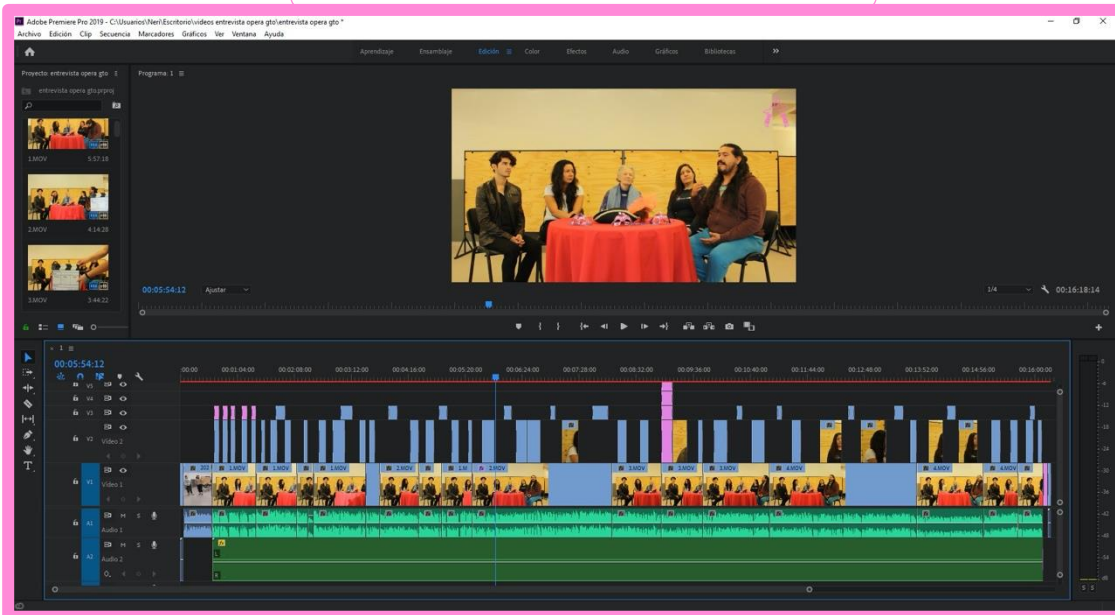 Adobe Premiere Pro 2019 - C:\Usuarios\Neri\Escritorio\videos entrevista opera gto\entrevista opera gto *
Archivo Edición Clip Secuencia Marcadores Gráficos Ver Ventana Ayuda
Aprendizaje Ensamblaje Edición Color Efectos Audio Gráficos Bibliotecas
Proyecto: entrevista opera gto
Programa: 1
entrevista opera gto.prproj
1.MOV 5:57:18
2.MOV 4:14:28
3.MOV 3:44:22
00:05:54:12 Ajustar 1/4 00:16:18:14
1
00:05:54:12
:00:00 00:01:04:00 00:02:08:00 00:03:12:00 00:04:16:00 00:05:20:00 00:06:24:00 00:07:28:00 00:08:32:00 00:09:36:00 00:10:40:00 00:11:44:00 00:12:48:00 00:13:52:00 00:14:56:00 00:16:00:00
V5
V4
V3
V2 Vídeo 2
V1 Vídeo 1
1.MOV 1.MOV 1.MOV 2.MOV 2.MOV 3.MOV 3.MOV 3.MOV 4.MOV 4.MOV 4.MOV
A1 M S
Audio 1
A2 M S
Audio 2
fx
L
R
S S